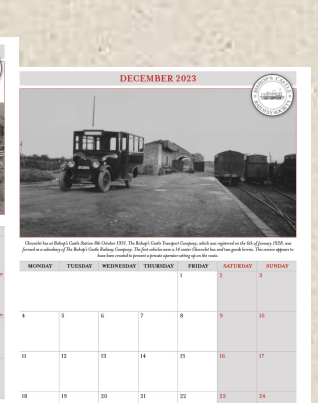 DECEMBER 2023
BISHOP'S CASTLE
RAILWAY SOCIETY
Chevrolet bus at Bishop's Castle Station 8th October 1931. The Bishop's Castle Transport Company, which was registered on the 6th of January 1928, was
formed as a subsidiary of The Bishop's Castle Railway Company. The first vehicles were a 14 seater Chevrolet bus and two goods lorries. This service appears to
have been created to prevent a private operator setting up on the route.
MONDAY TUESDAY WEDNESDAY THURSDAY FRIDAY SATURDAY SUNDAY
1 2 3
4 5 6 7 8 9 10
11 12 13 14 15 16 17
18 19 20 21 22 23 24